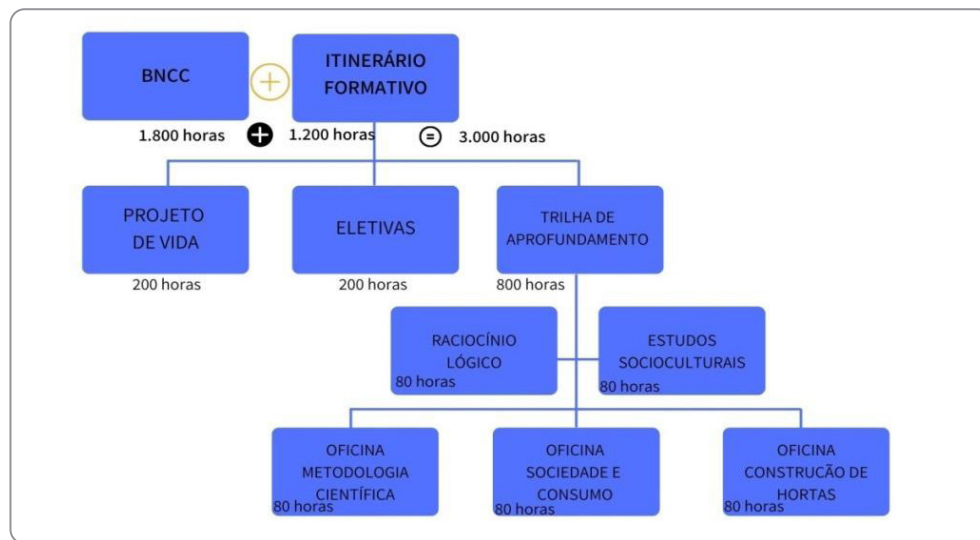 BNCC
ITINERÁRIO
FORMATIVO
1.800 horas + 1.200 horas = 3.000 horas
PROJETO
DE VIDA
200 horas
ELETIVAS
200 horas
TRILHA DE
APROFUNDAMENTO
800 horas
RACIOCÍNIO
LÓGICO
80 horas
ESTUDOS
SOCIOCULTURAIS
80 horas
OFICINA
METODOLOGIA
CIENTÍFICA
80 horas
OFICINA
SOCIEDADE E
CONSUMO
80 horas
OFICINA
CONSTRUCÃO DE
HORTAS
80 horas